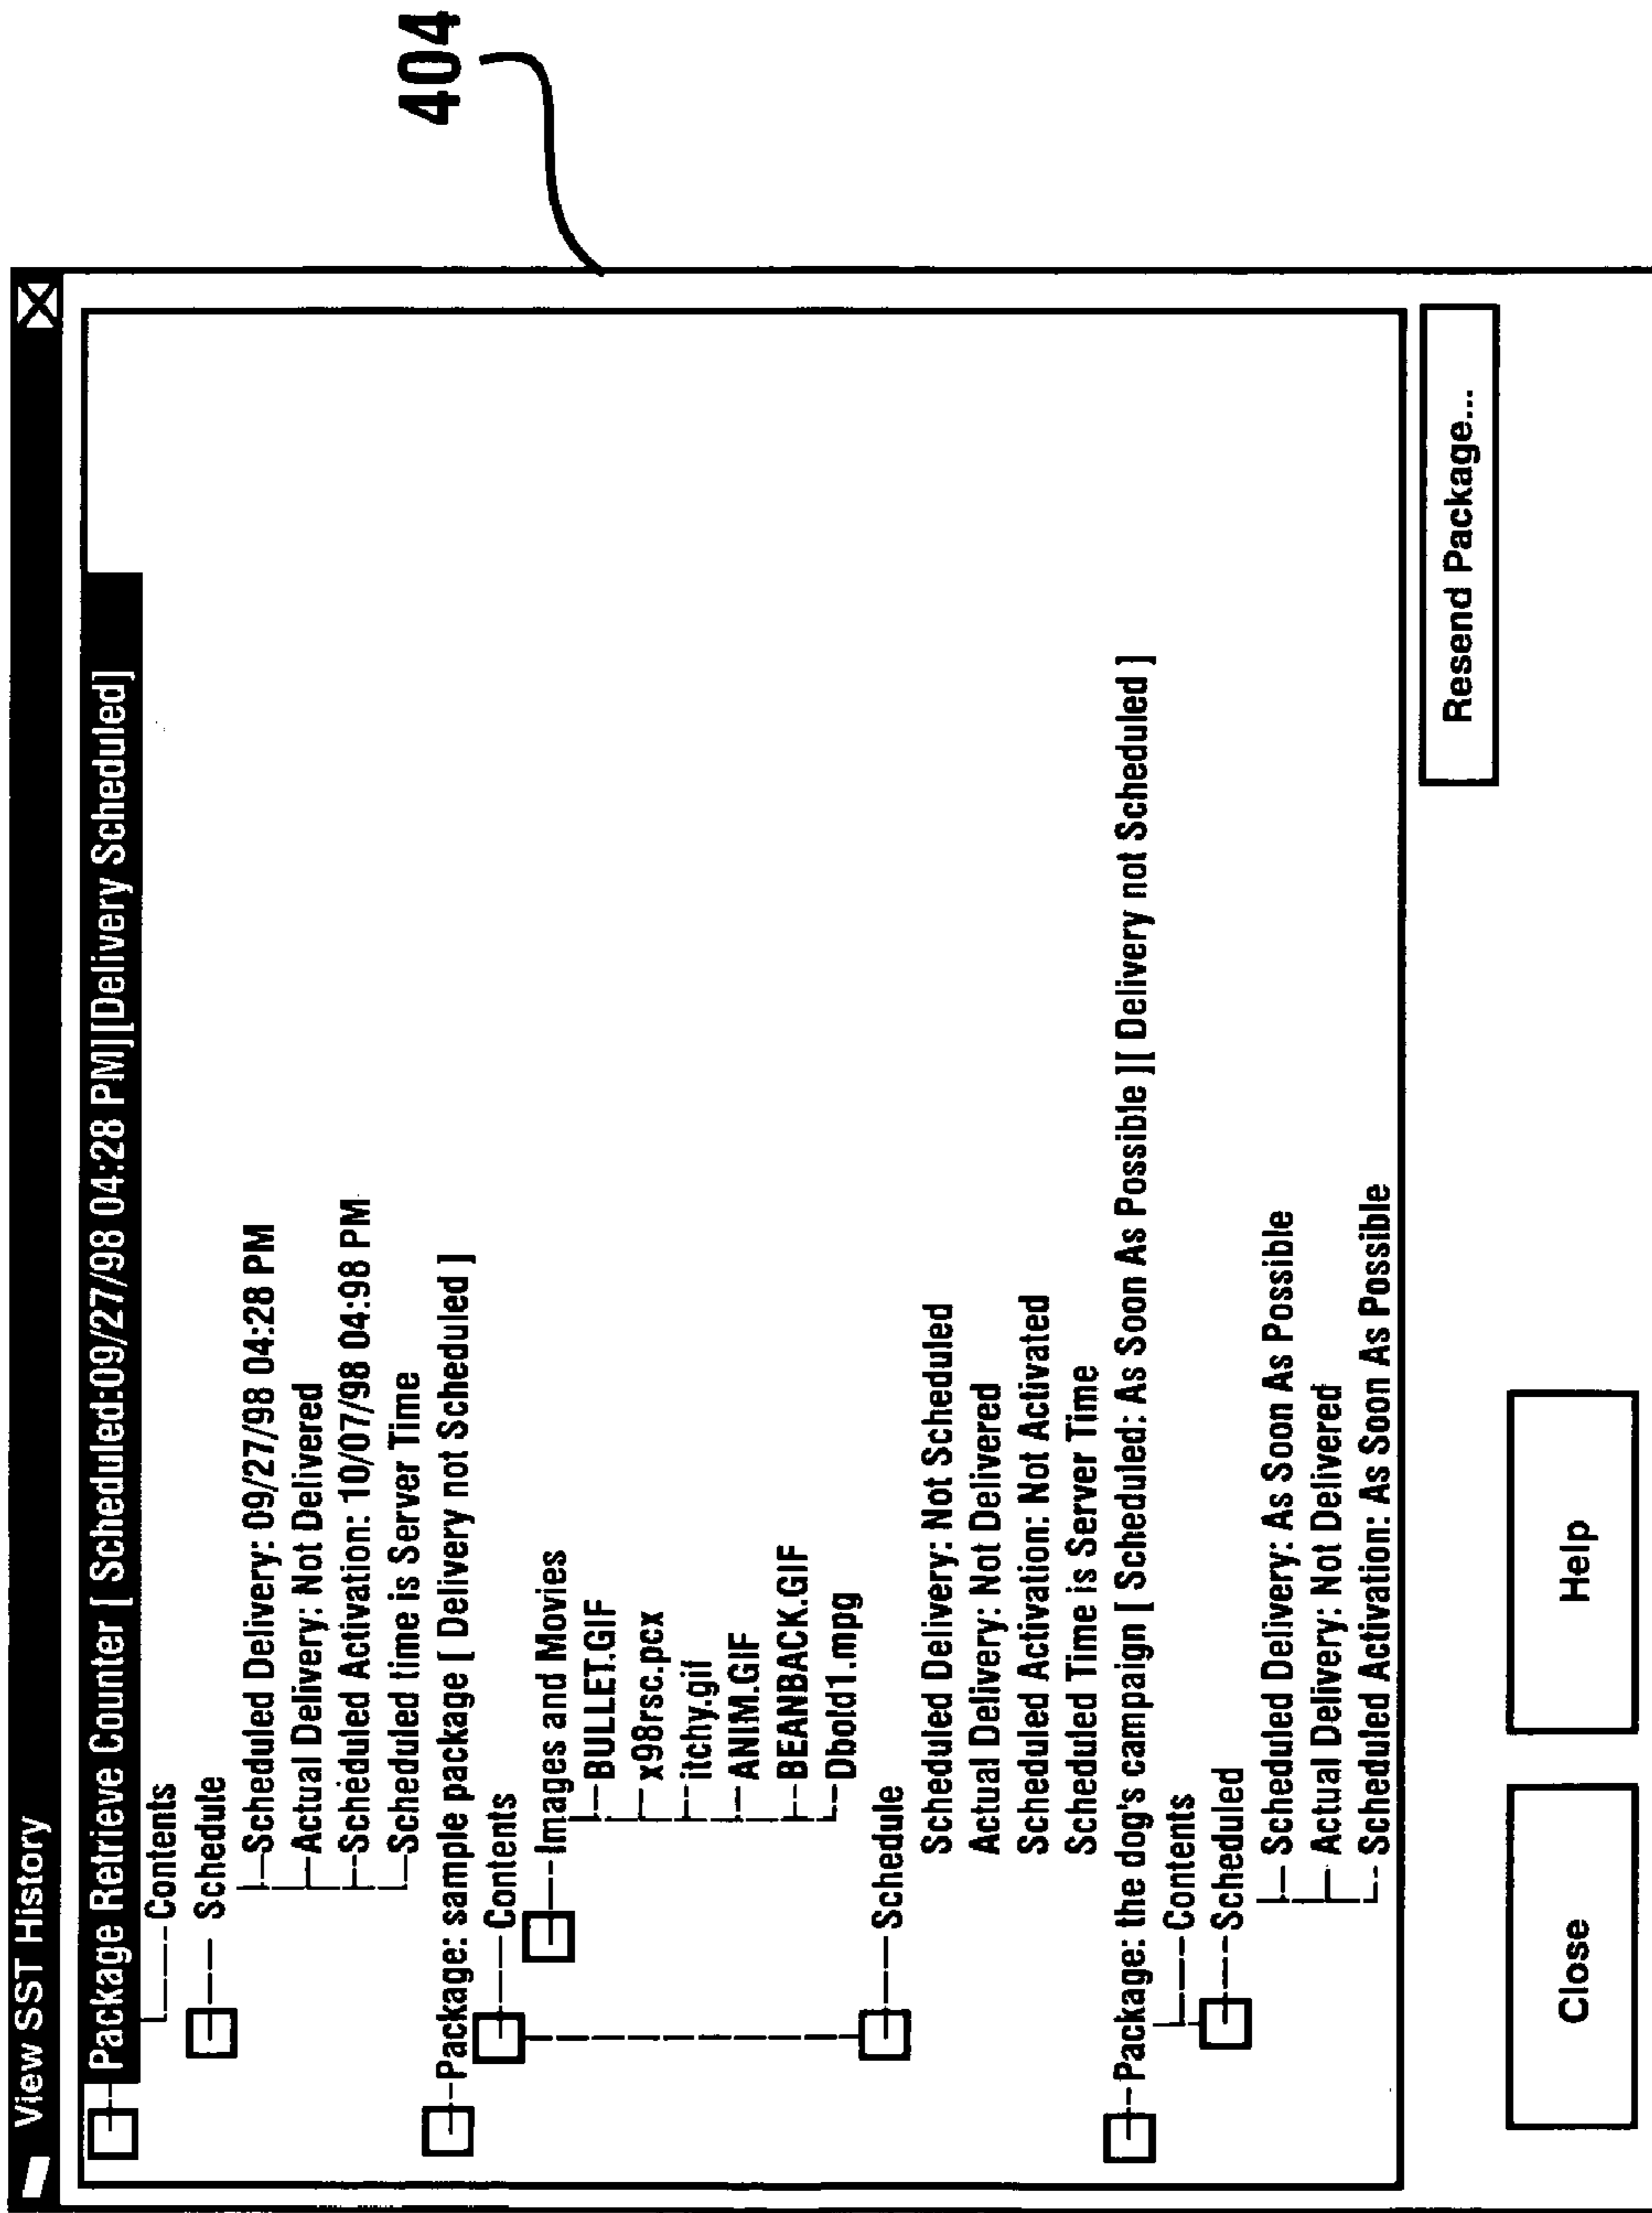 View SST History
Package Retrieve Counter [ Scheduled:09/27/98 04:28 PM][Delivery Scheduled]
Contents
Schedule
Scheduled Delivery: 09/27/98 04:28 PM
Actual Delivery: Not Delivered
Scheduled Activation: 10/07/98 04:98 PM
Scheduled time is Server Time
Package: sample package [ Delivery not Scheduled ]
Contents
Images and Movies
BULLET.GIF
x98rsc.pcx
itchy.gif
ANIM.GIF
BEANBACK.GIF
Dbold1.mpg
Schedule
Scheduled Delivery: Not Scheduled
Actual Delivery: Not Delivered
Scheduled Activation: Not Activated
Scheduled Time is Server Time
Package: the dog's campaign [ Scheduled: As Soon As Possible ][ Delivery not Scheduled ]
Contents
Scheduled
Scheduled Delivery: As Soon As Possible
Actual Delivery: Not Delivered
Scheduled Activation: As Soon As Possible
Resend Package...
Close
Help
404